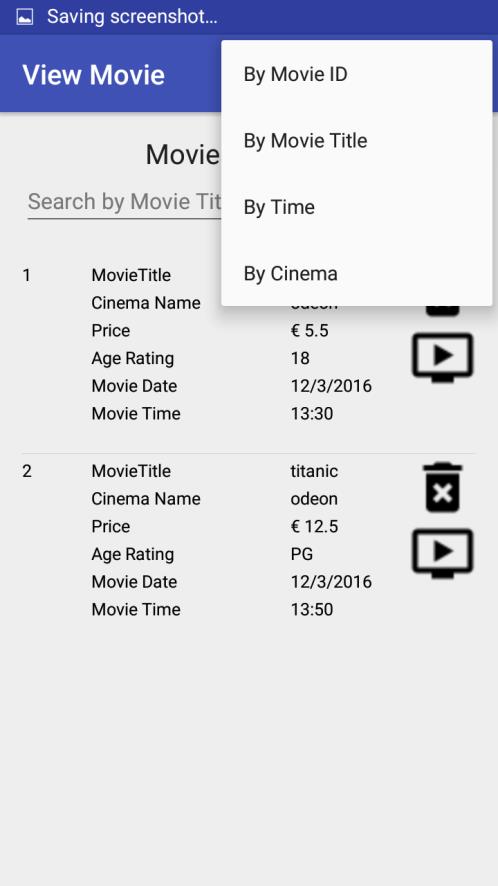 Saving screenshot...
View Movie
By Movie ID
By Movie Title
By Time
By Cinema
Movie
Search by Movie Tit
1 MovieTitle
Cinema Name odeon
Price € 5.5
Age Rating 18
Movie Date 12/3/2016
Movie Time 13:30
2 MovieTitle titanic
Cinema Name odeon
Price € 12.5
Age Rating PG
Movie Date 12/3/2016
Movie Time 13:50